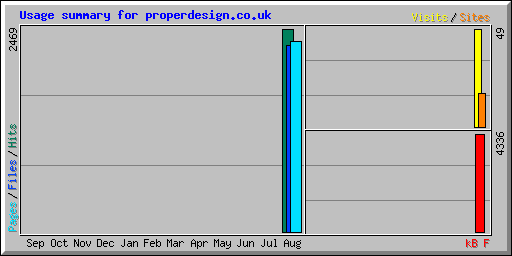 Usage summary for properdesign.co.uk
Visits / Sites
2469
49
Pages / Files / Hits
4336
Sep Oct Nov Dec Jan Feb Mar Apr May Jun Jul Aug
kB F